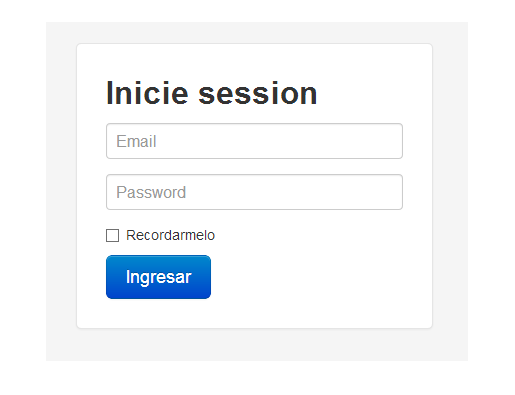 Inicie session
Email
Password
Recordarmelo
Ingresar